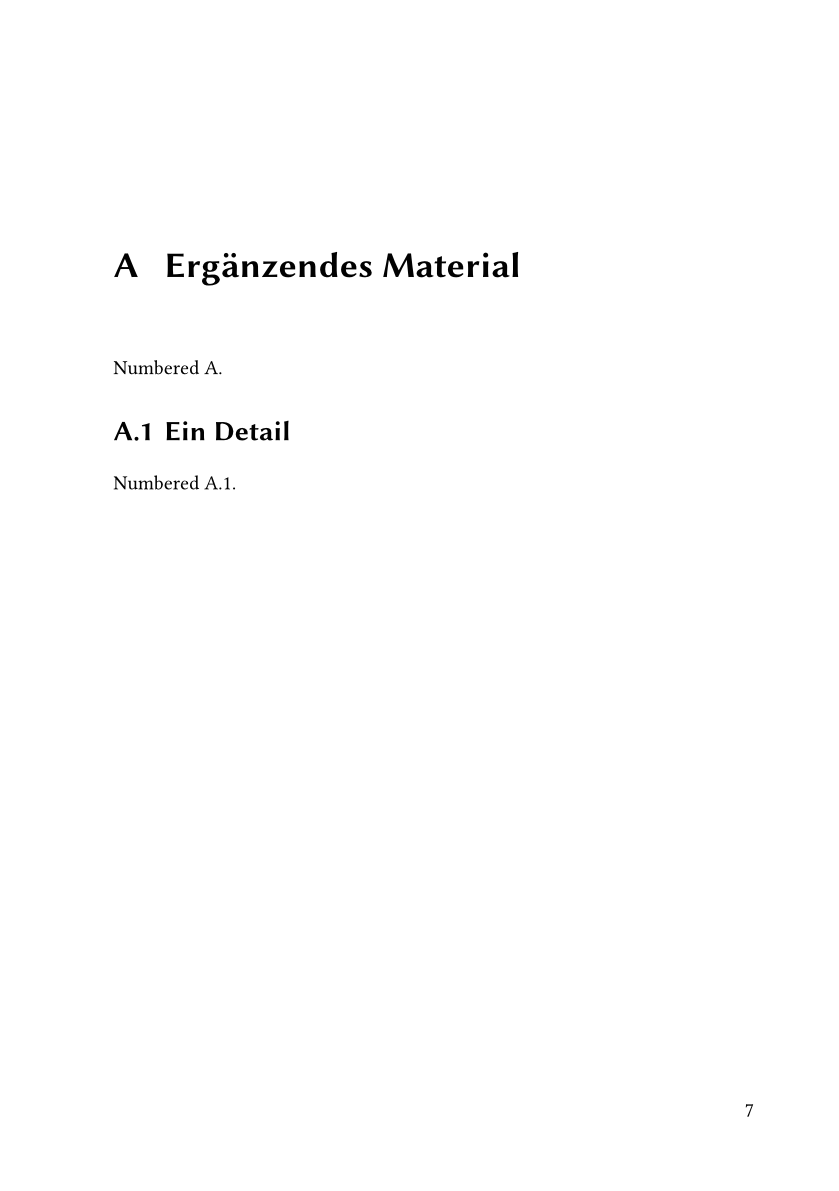 A Ergänzendes Material
Numbered A.
A.1 Ein Detail
Numbered A.1.
7